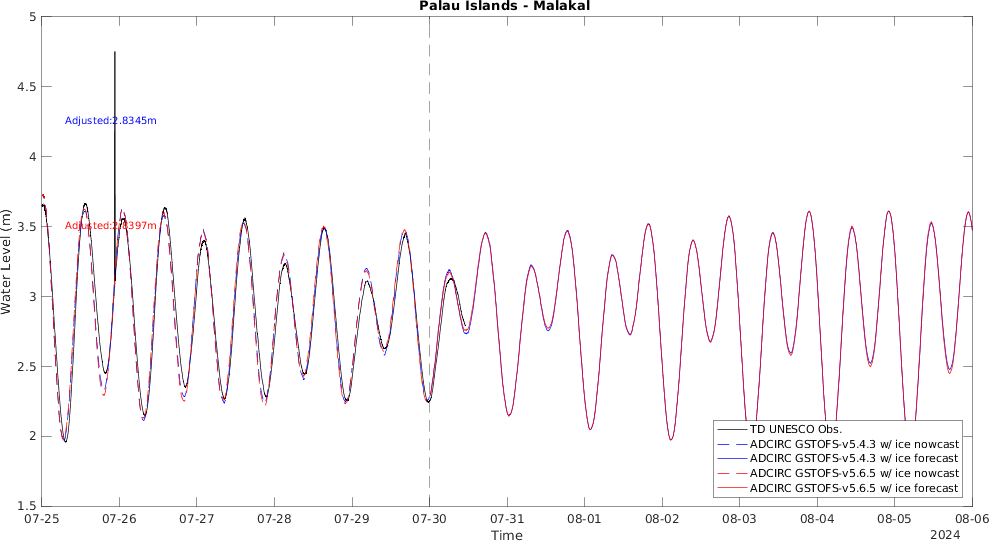 Palau Islands - Malakal
5
4.5
4
3.5
3
2.5
2
1.5
Water Level (m)
Adjusted:2.8345m
Adjusted:2.8397m
TD UNESCO Obs.
ADCIRC GSTOFS-v5.4.3 w/ ice nowcast
ADCIRC GSTOFS-v5.4.3 w/ ice forecast
ADCIRC GSTOFS-v5.6.5 w/ ice nowcast
ADCIRC GSTOFS-v5.6.5 w/ ice forecast
07-25 07-26 07-27 07-28 07-29 07-30 07-31 08-01 08-02 08-03 08-04 08-05 08-06
Time
2024